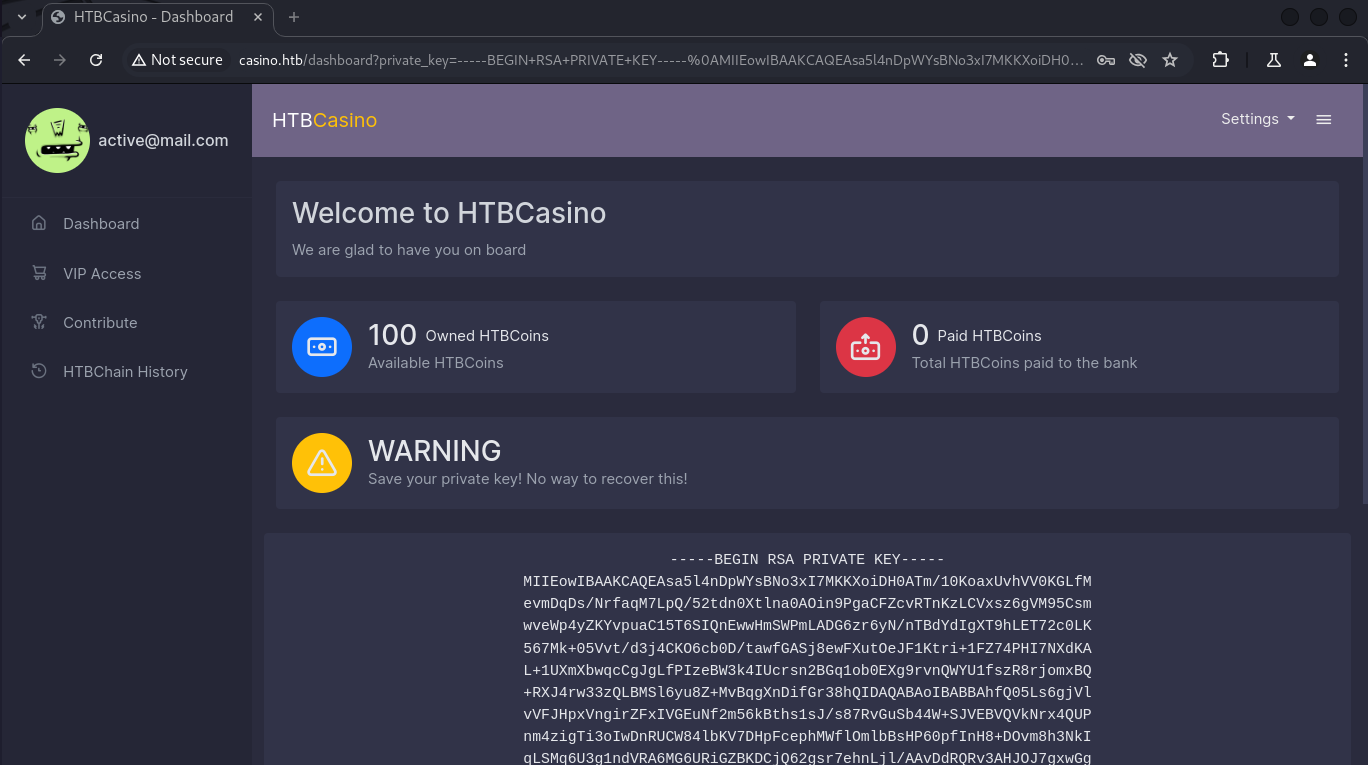 HTBCasino - Dashboard
Not secure casino.htb/dashboard?private_key=-----BEGIN+RSA+PRIVATE+KEY-----%0AMIIEowIBAAKCAQEAsa5l4nDpWYsBNo3xI7MKKXoiDH0...
active@mail.com
Dashboard
VIP Access
Contribute
HTBChain History
HTBCasino
Settings
Welcome to HTBCasino
We are glad to have you on board
100 Owned HTBCoins
Available HTBCoins
0 Paid HTBCoins
Total HTBCoins paid to the bank
WARNING
Save your private key! No way to recover this!
-----BEGIN RSA PRIVATE KEY-----
MIIEowIBAAKCAQEAsa5l4nDpWYsBNo3xI7MKKXoiDH0ATm/10KoaxUvhVV0KGLfM
evmDqDs/NrfaqM7LpQ/52tdn0Xtlna0AOin9PgaCFZcvRTnKzLCVxsz6gVM95Csm
wveWp4yZKYvpuaC15T6SIQnEwwHmSWPmLADG6zr6yN/nTBdYdIgXT9hLET72c0LK
567Mk+05Vvt/d3j4CKO6cb0D/tawfGASj8ewFXutOeJF1Ktri+1FZ74PHI7NXdKA
L+1UXmXbwqcCgJgLfPIzeBW3k4IUcrsn2BGq1ob0EXg9rvnQWYU1fszR8rjomxBQ
+RXJ4rw33zQLBMSl6yu8Z+MvBqgXnDifGr38hQIDAQABAoIBABBAhfQ05Ls6gjVl
vVFJHpxVngirZFxIVGEuNf2m56kBths1sJ/s87RvGuSb44W+SJVEBVQVkNrx4QUP
nm4zigTi3oIwDnRUCW84lbKV7DHpFcephMWflOmlbBsHP60pfInH8+DOvm8h3NkI
qLSMq6U3g1ndVRA6MG6URiGZBKDCjQ62gsr7ehnLjl/AAvDdRQRv3AHJOJ7gxwGg